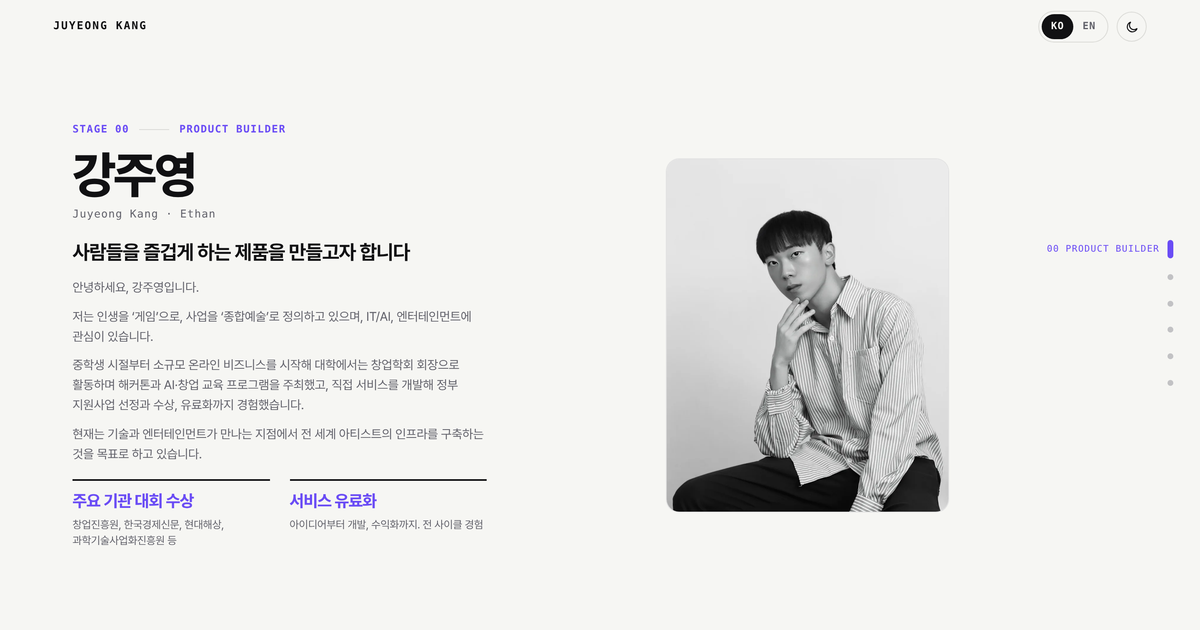 JUYEONG KANG
KO EN
STAGE 00 PRODUCT BUILDER
강주영
Juyeong Kang · Ethan
사람들을 즐겁게 하는 제품을 만들고자 합니다
안녕하세요, 강주영입니다.
저는 인생을 ‘게임’으로, 사업을 ‘종합예술’로 정의하고 있으며, IT/AI, 엔터테인먼트에
관심이 있습니다.
중학생 시절부터 소규모 온라인 비즈니스를 시작해 대학에서는 창업학회 회장으로
활동하며 해커톤과 AI·창업 교육 프로그램을 주최했고, 직접 서비스를 개발해 정부
지원사업 선정과 수상, 유료화까지 경험했습니다.
현재는 기술과 엔터테인먼트가 만나는 지점에서 전 세계 아티스트의 인프라를 구축하는
것을 목표로 하고 있습니다.
주요 기관 대회 수상
창업진흥원, 한국경제신문, 현대해상,
과학기술사업화진흥원 등
서비스 유료화
아이디어부터 개발, 수익화까지. 전 사이클 경험
00 PRODUCT BUILDER